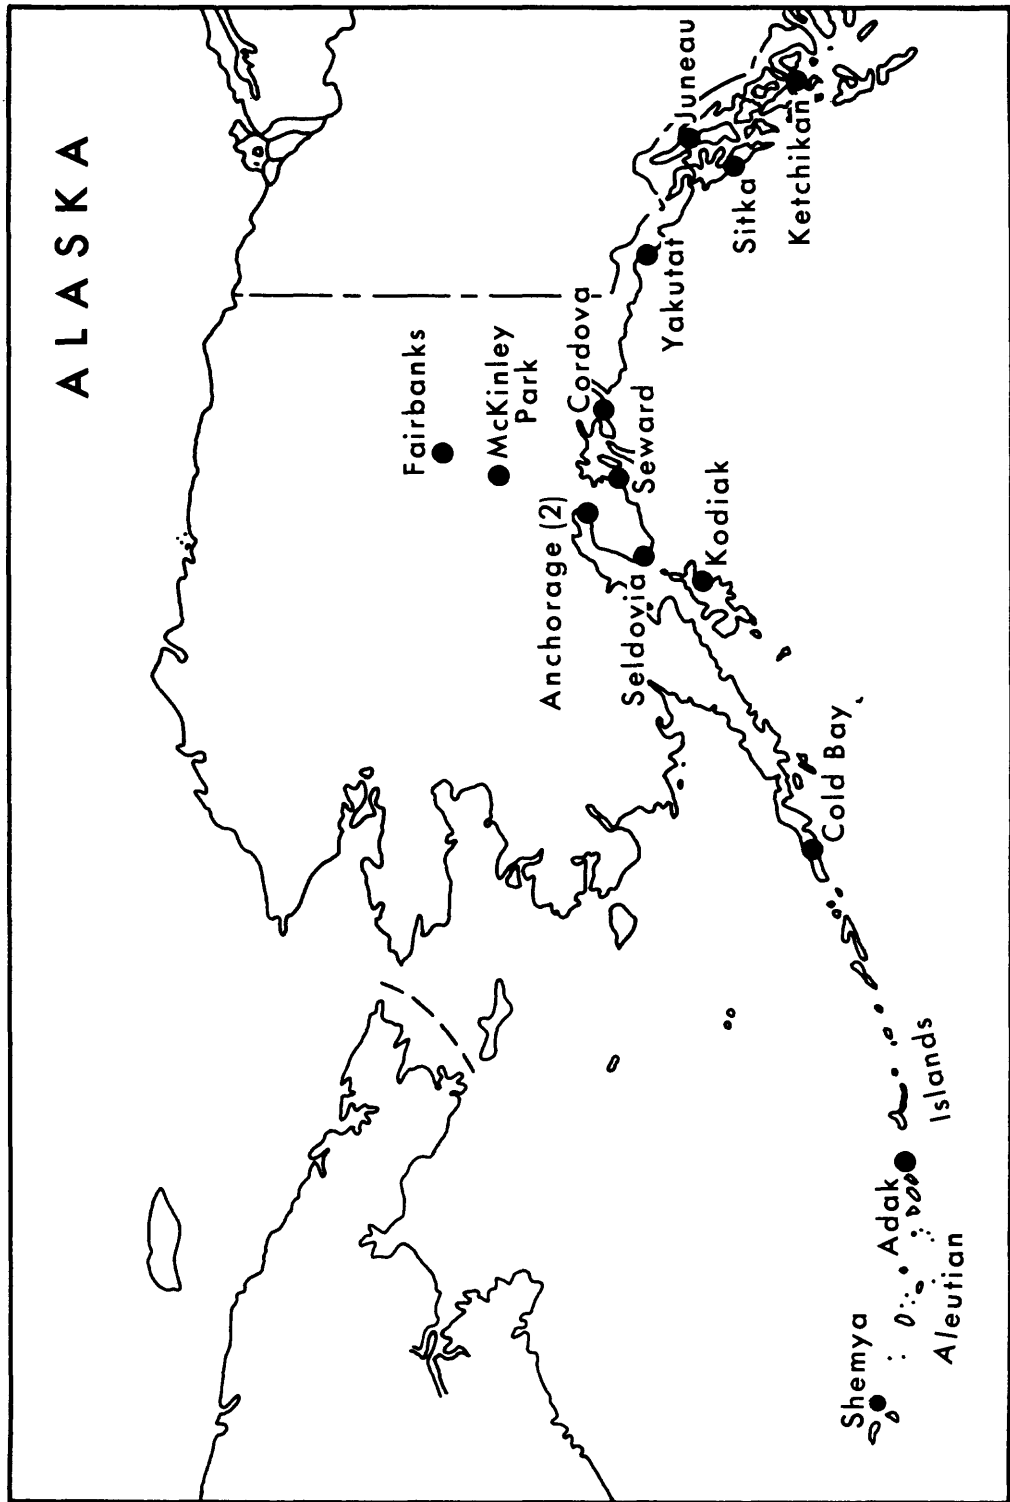 ALASKA
Fairbanks
McKinley
Park
Anchorage (2)
Cordova
Seward
Seldovia
Kodiak
Yakutat
Juneau
Sitka
Ketchikan
Cold Bay
Shemya
Adak
Aleutian Islands